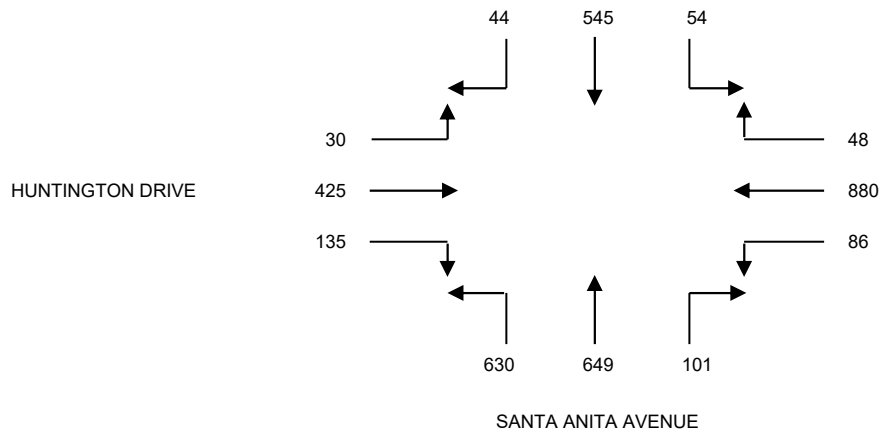 44 545 54
30 48
HUNTINGTON DRIVE 425 880
135 86
630 649 101
SANTA ANITA AVENUE